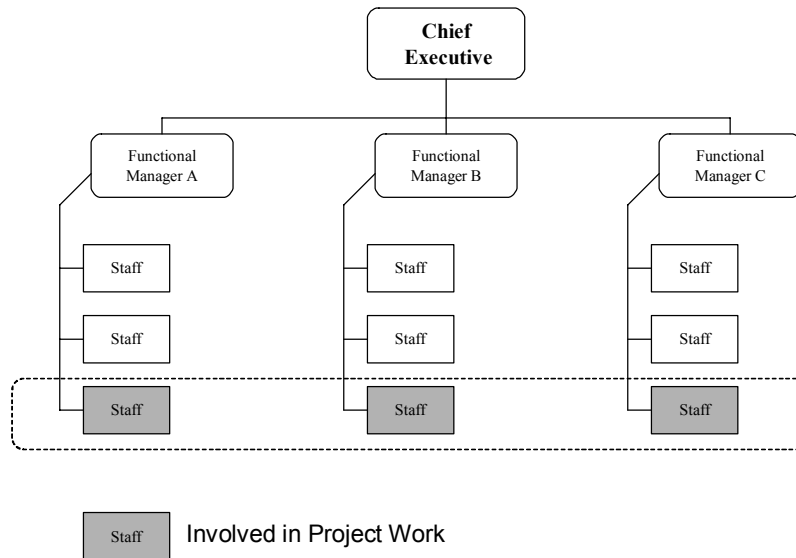 Chief
Executive
Functional
Manager A
Functional
Manager B
Functional
Manager C
Staff
Staff
Staff
Staff
Staff
Staff
Staff
Staff
Staff
Staff
Involved in Project Work